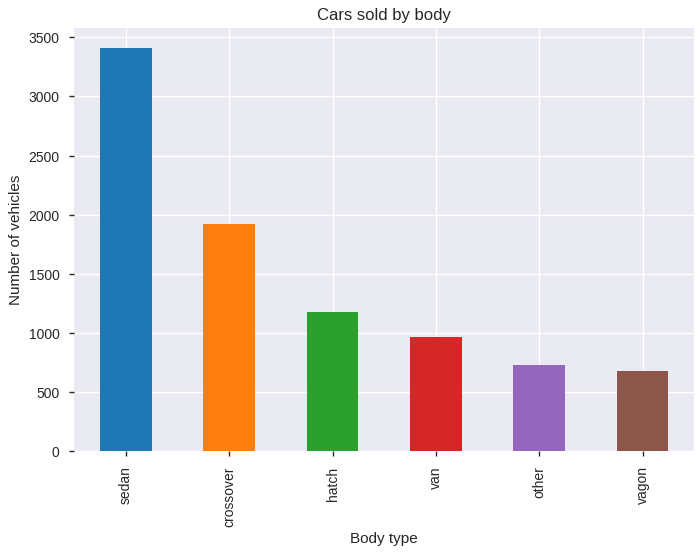 Cars sold by body
Number of vehicles
3500
3000
2500
2000
1500
1000
500
0
sedan
crossover
hatch
van
other
vagon
Body type